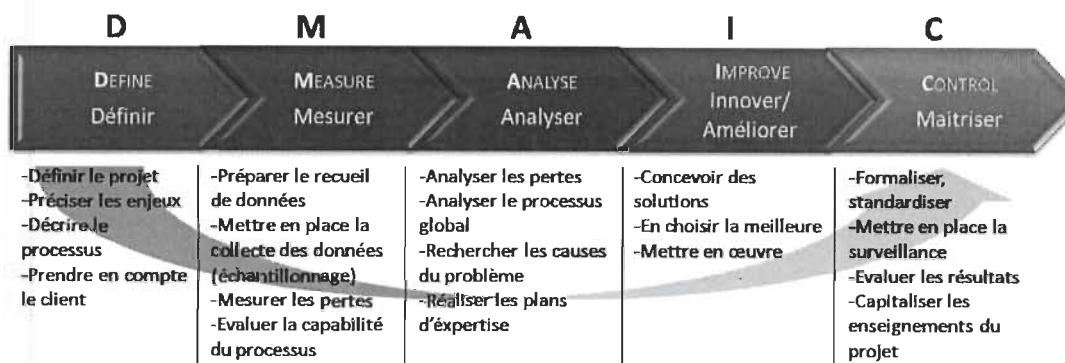 D M A I C
DEFINE
Définir
MEASURE
Mesurer
ANALYSE
Analyser
IMPROVE
Innover/
Améliorer
CONTROL
Maitriser
-Définir le projet
-Préciser les enjeux
-Décrire le
processus
-Prendre en compte
le client
-Préparer le recueil
de données
-Mettre en place la
collecte des données
(échantillonnage)
-Mesurer les pertes
-Evaluer la capabilité
du processus
-Analyser les pertes
-Analyser le processus
global
-Rechercher les causes
du problème
-Réaliser les plans
d'éxpertise
-Concevoir des
solutions
-En choisir la meilleure
-Mettre en œuvre
-Formaliser,
standardiser
-Mettre en place la
surveillance
-Evaluer les résultats
-Capitaliser les
enseignements du
projet